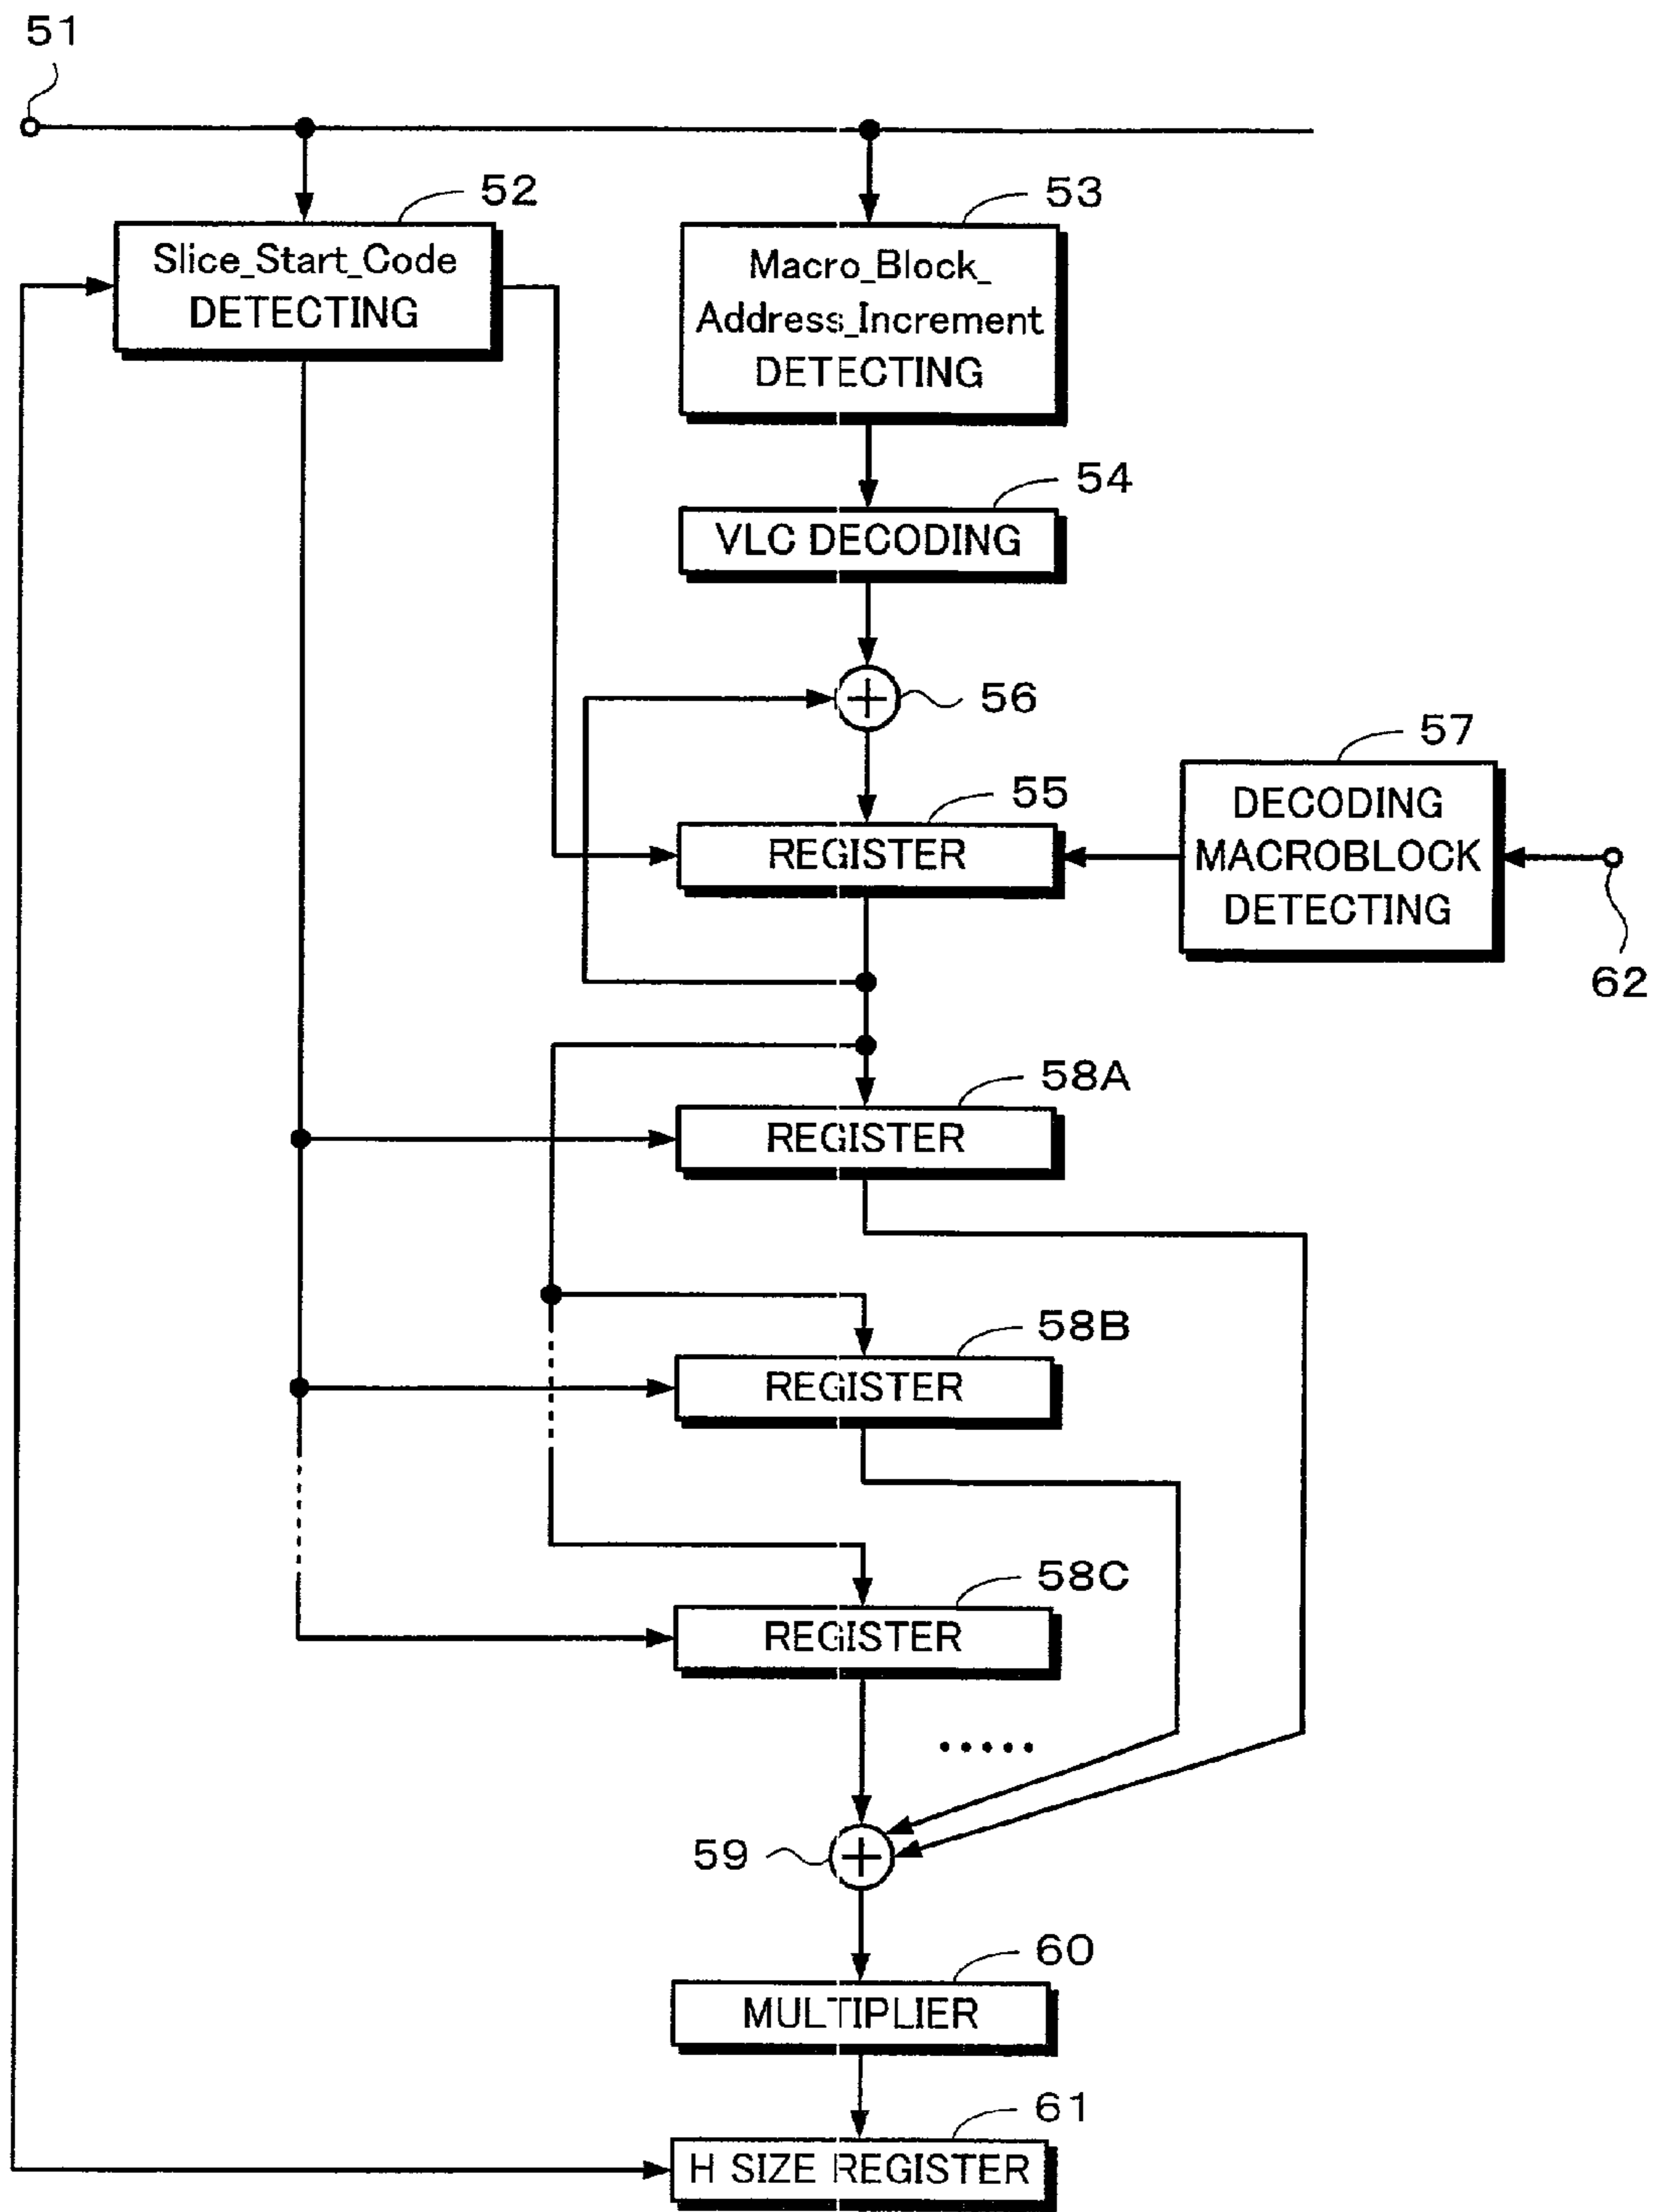 51
52
Slice_Start_Code
DETECTING
53
Macro_Block_
Address_Increment
DETECTING
54
VLC DECODING
56
57
55
REGISTER
DECODING
MACROBLOCK
DETECTING
62
58A
REGISTER
58B
REGISTER
58C
REGISTER
59
60
MULTIPLIER
61
H SIZE REGISTER